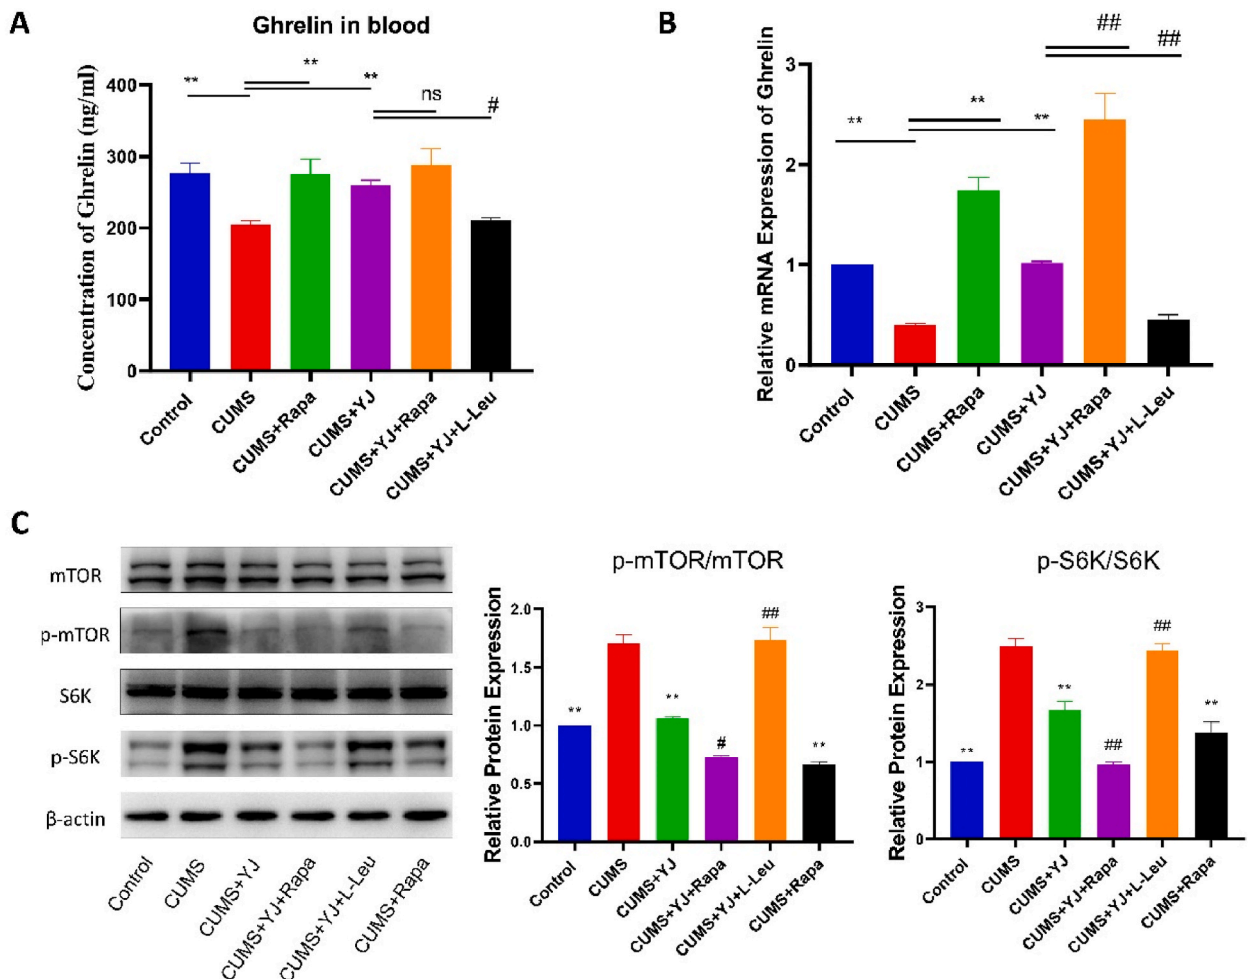 A
Ghrelin in blood
Concentration of Ghrelin (ng/ml)
400
300
200
100
0
**
**
**
ns
#
Control
CUMS
CUMS+Rapa
CUMS+YJ
CUMS+YJ+Rapa
CUMS+YJ+L-Leu
B
Relative mRNA Expression of Ghrelin
3
2
1
0
**
**
**
##
##
Control
CUMS
CUMS+Rapa
CUMS+YJ
CUMS+YJ+Rapa
CUMS+YJ+L-Leu
C
mTOR
p-mTOR
S6K
p-S6K
β-actin
Control
CUMS
CUMS+YJ
CUMS+YJ+Rapa
CUMS+YJ+L-Leu
CUMS+Rapa
p-mTOR/mTOR
Relative Protein Expression
2.0
1.5
1.0
0.5
0.0
**
**
#
##
**
Control
CUMS
CUMS+YJ
CUMS+YJ+Rapa
CUMS+YJ+L-Leu
CUMS+Rapa
p-S6K/S6K
Relative Protein Expression
3
2
1
0
**
**
##
##
**
Control
CUMS
CUMS+YJ
CUMS+YJ+Rapa
CUMS+YJ+L-Leu
CUMS+Rapa